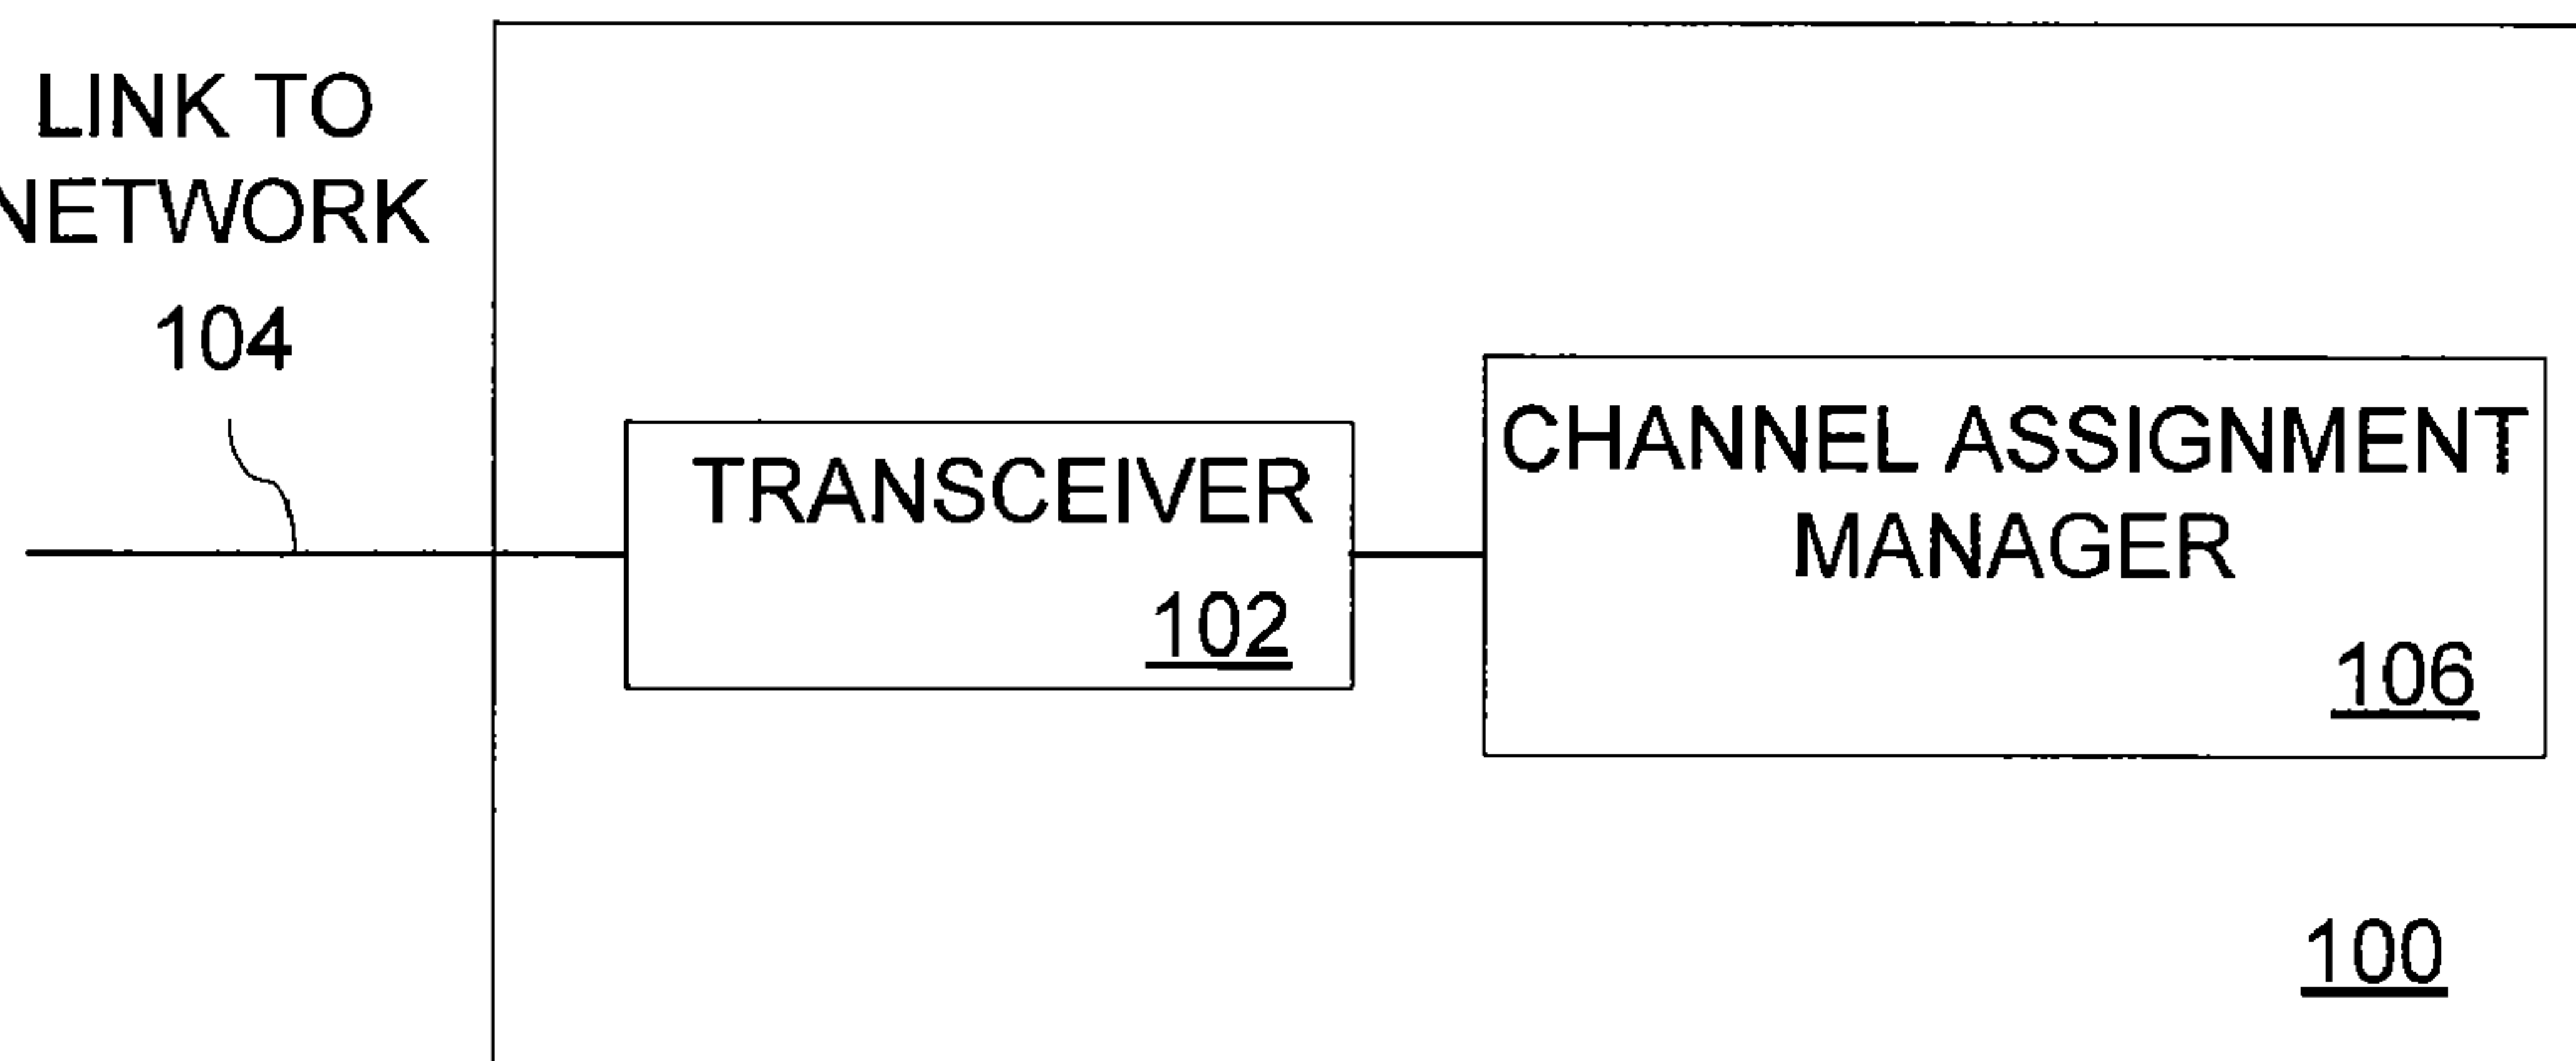 LINK TO
NETWORK
104
TRANSCEIVER
102
CHANNEL ASSIGNMENT
MANAGER
106
100